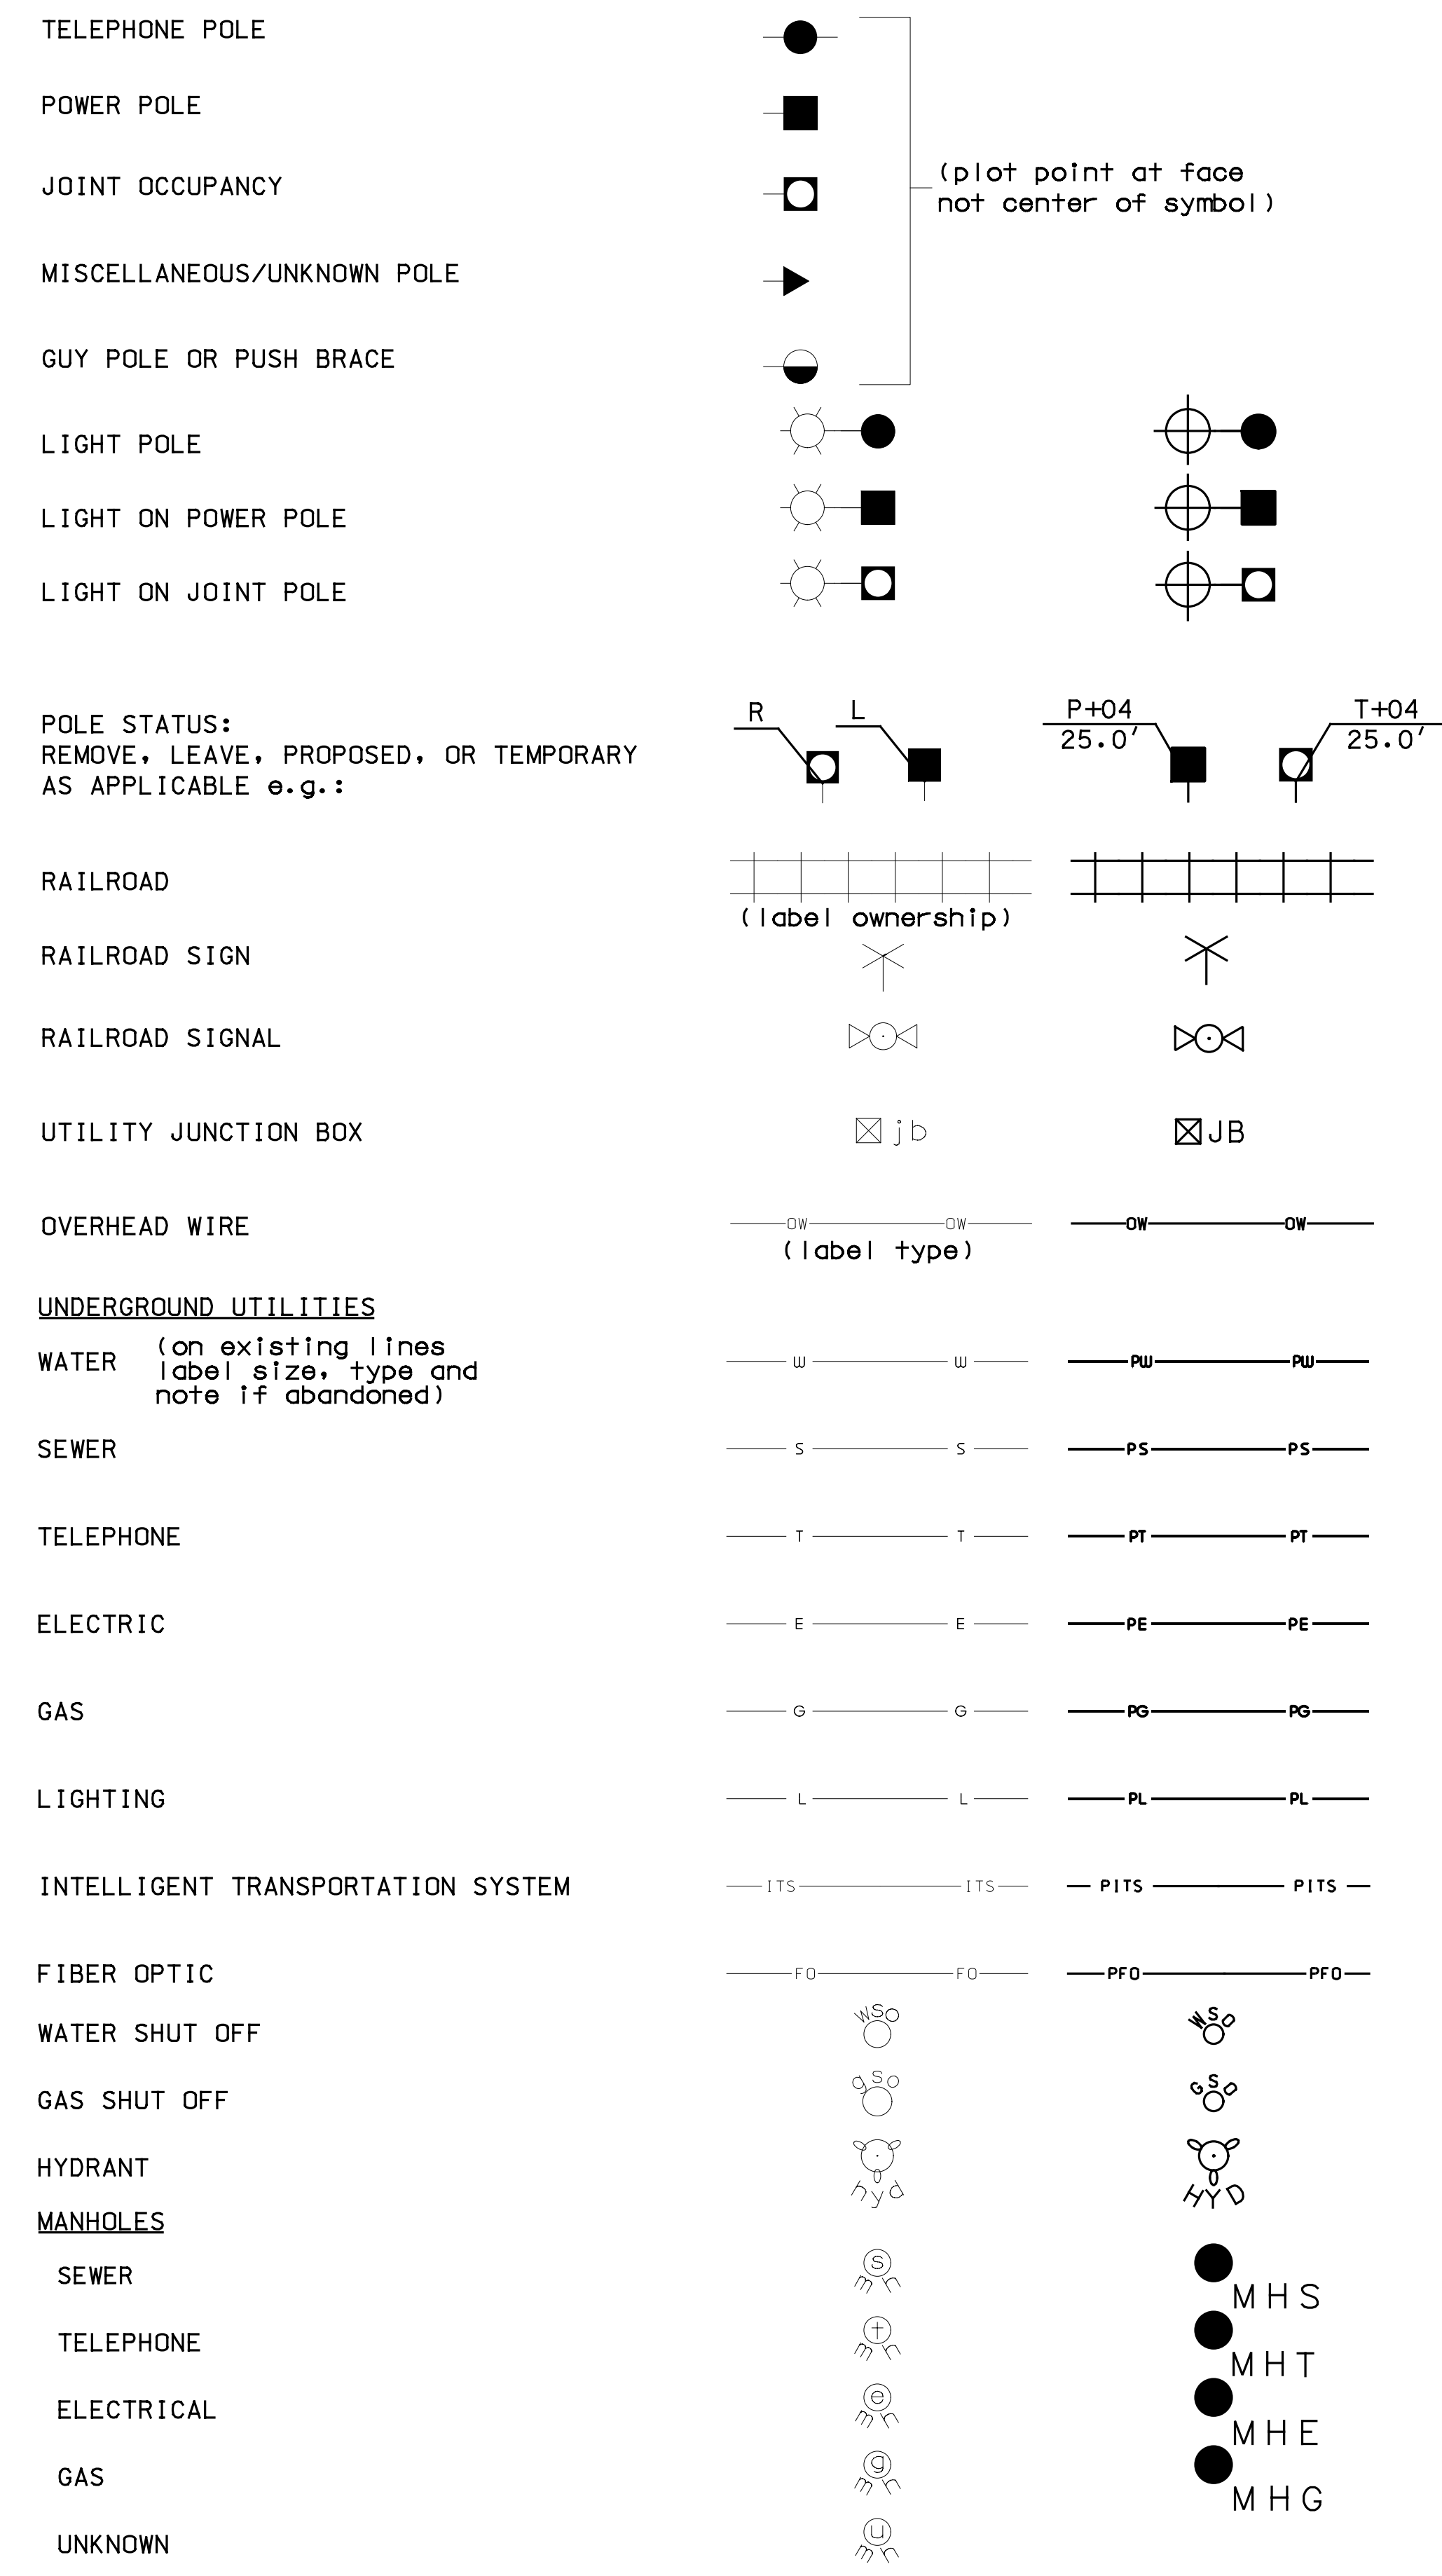 TELEPHONE POLE
POWER POLE
JOINT OCCUPANCY
(plot point at face
not center of symbol)
MISCELLANEOUS/UNKNOWN POLE
GUY POLE OR PUSH BRACE
LIGHT POLE
LIGHT ON POWER POLE
LIGHT ON JOINT POLE
POLE STATUS:
REMOVE, LEAVE, PROPOSED, OR TEMPORARY
AS APPLICABLE e.g.:
R L P+04 T+04
25.0' 25.0'
RAILROAD
(label ownership)
RAILROAD SIGN
RAILROAD SIGNAL
UTILITY JUNCTION BOX jb JB
OVERHEAD WIRE OW OW OW OW
(label type)
UNDERGROUND UTILITIES
WATER (on existing lines
label size, type and
note if abandoned)
W W PW PW
SEWER S S PS PS
TELEPHONE T T PT PT
ELECTRIC E E PE PE
GAS G G PG PG
LIGHTING L L PL PL
INTELLIGENT TRANSPORTATION SYSTEM ITS ITS PITS PITS
FIBER OPTIC FO FO PFO PFO
WATER SHUT OFF WSO WSO
GAS SHUT OFF gso GSO
HYDRANT hyd HYD
MANHOLES
SEWER s mh MHS
TELEPHONE t mh MHT
ELECTRICAL e mh MHE
GAS g mh MHG
UNKNOWN u mh